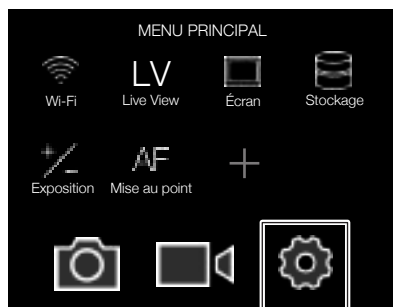 MENU PRINCIPAL
LV
Wi-Fi Live View Écran Stockage
AF
Exposition Mise au point